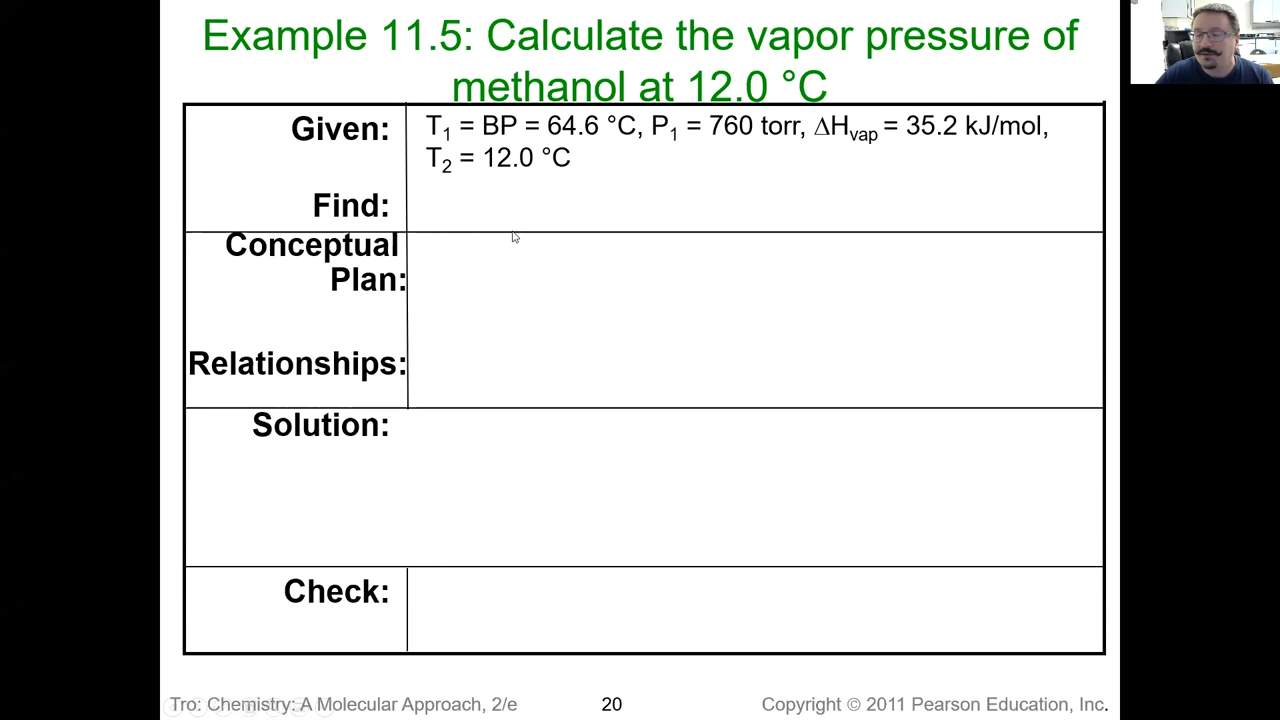 Example 11.5: Calculate the vapor pressure of
methanol at 12.0 °C
Given:
T₁ = BP = 64.6 °C, P₁ = 760 torr, ΔHvap = 35.2 kJ/mol,
T₂ = 12.0 °C
Find:
Conceptual
Plan:
Relationships:
Solution:
Check:
Tro: Chemistry: A Molecular Approach, 2/e
20
Copyright © 2011 Pearson Education, Inc.